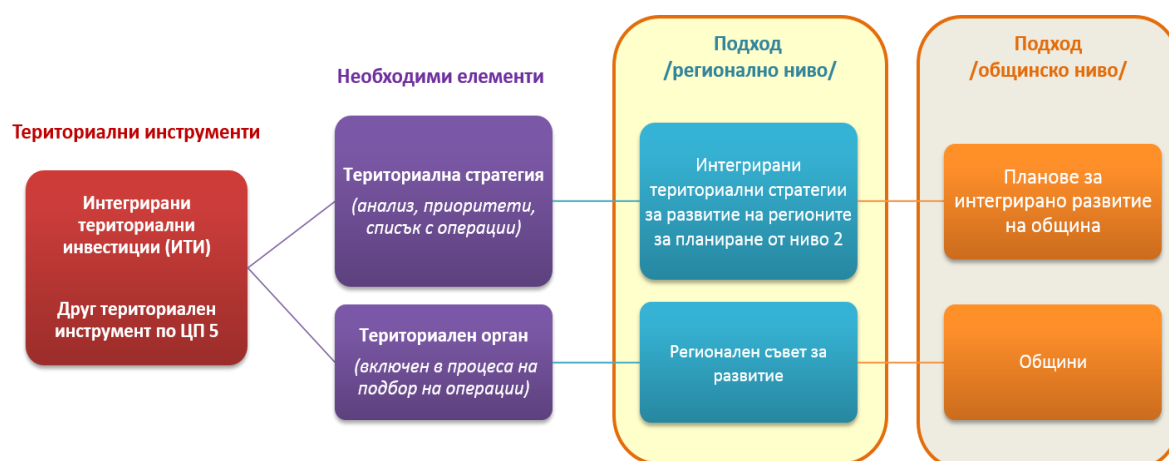 Териториални инструменти
Интегрирани
териториални
инвестиции (ИТИ)
Друг териториален
инструмент по ЦП 5
Необходими елементи
Териториална стратегия
(анализ, приоритети,
списък с операции)
Териториален орган
(включен в процеса на
подбор на операции)
Подход
/регионално ниво/
Интегрирани
териториални стратегии
за развитие на регионите
за планиране от ниво 2
Регионален съвет за
развитие
Подход
/общинско ниво/
Планове за
интегрирано развитие
на община
Общини